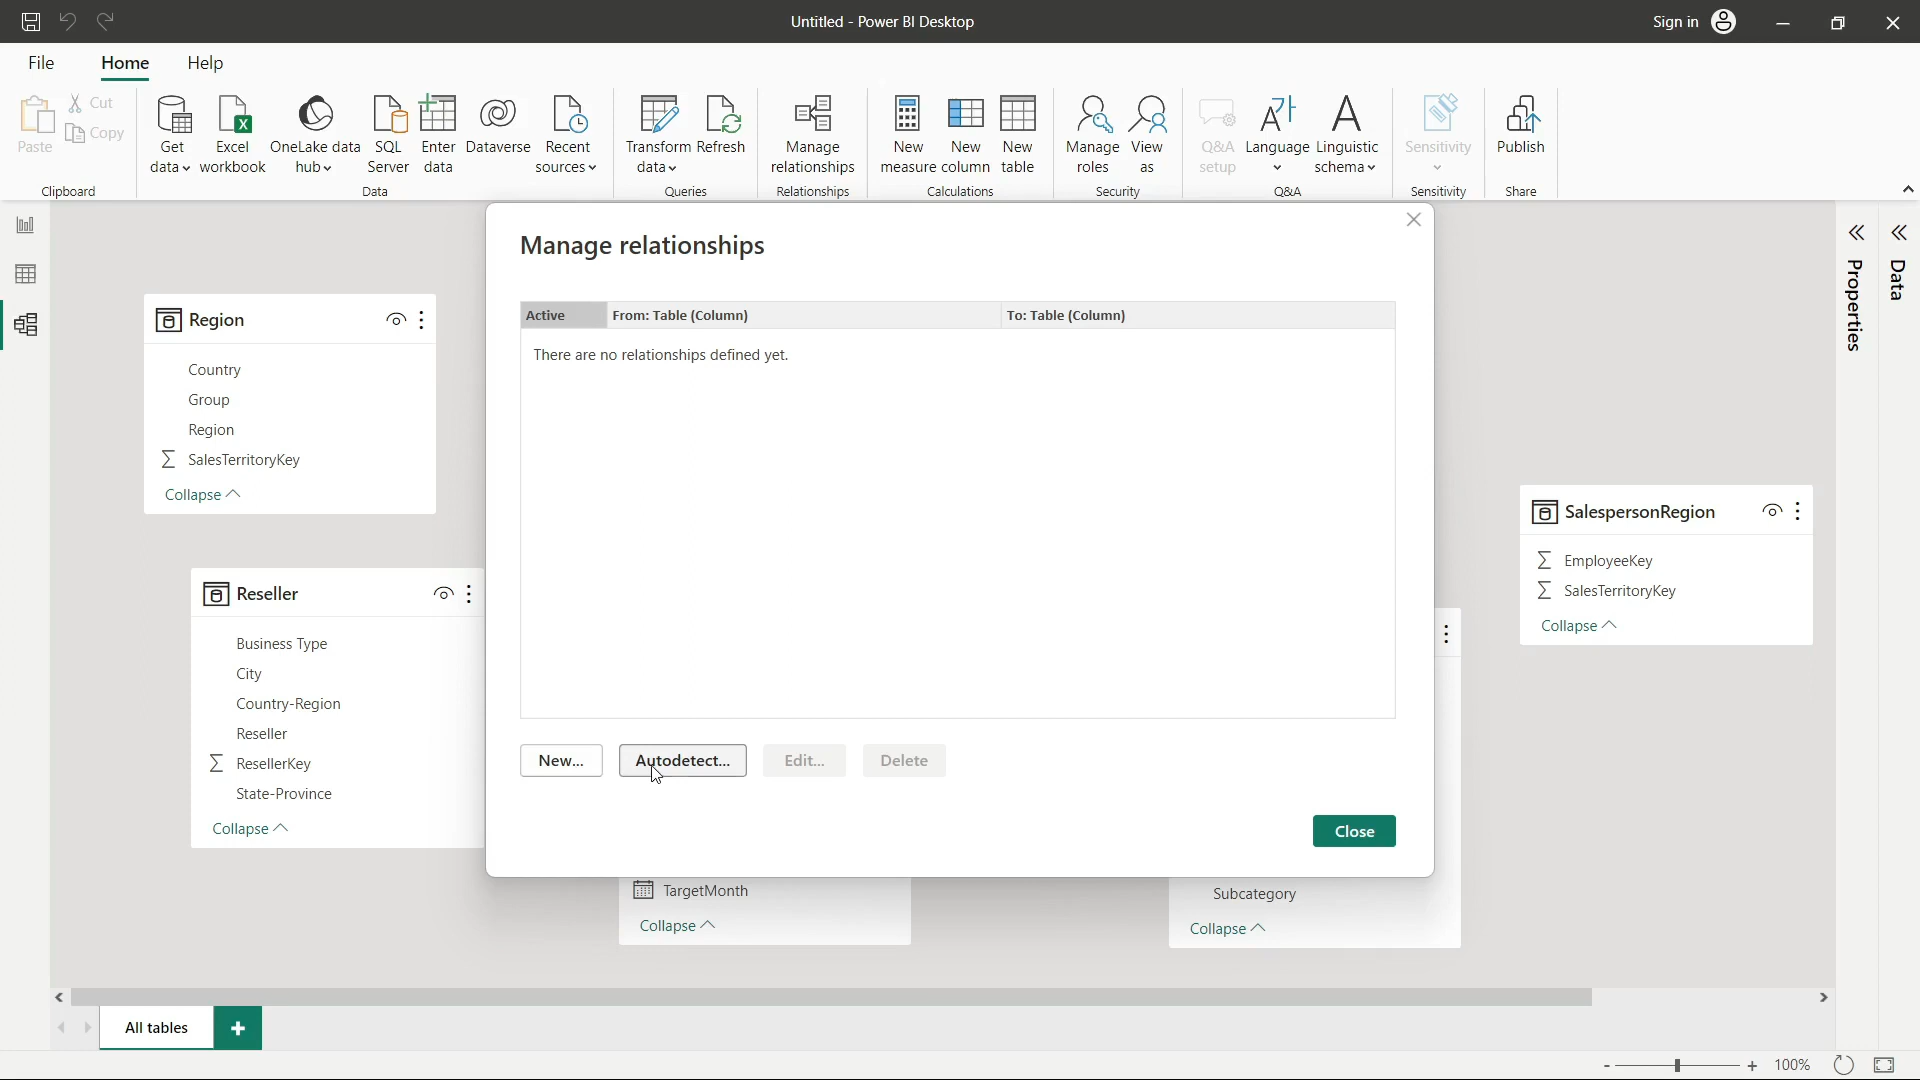 Untitled - Power BI Desktop
Sign in
File
Home
Help
Paste
Cut
Copy
Clipboard
Get data
Excel workbook
OneLake data hub
SQL Server
Enter data
Dataverse
Recent sources
Data
Transform data
Refresh
Queries
Manage relationships
Relationships
New measure
New column
New table
Calculations
Manage roles
View as
Security
Q&A setup
Language
Linguistic schema
Q&A
Sensitivity
Sensitivity
Publish
Share
Manage relationships
Active
From: Table (Column)
To: Table (Column)
There are no relationships defined yet.
New...
Autodetect...
Edit...
Delete
Close
Region
Country
Group
Region
SalesTerritoryKey
Collapse
Reseller
Business Type
City
Country-Region
Reseller
ResellerKey
State-Province
Collapse
TargetMonth
Collapse
Subcategory
Collapse
SalespersonRegion
EmployeeKey
SalesTerritoryKey
Collapse
Properties
Data
All tables
100%